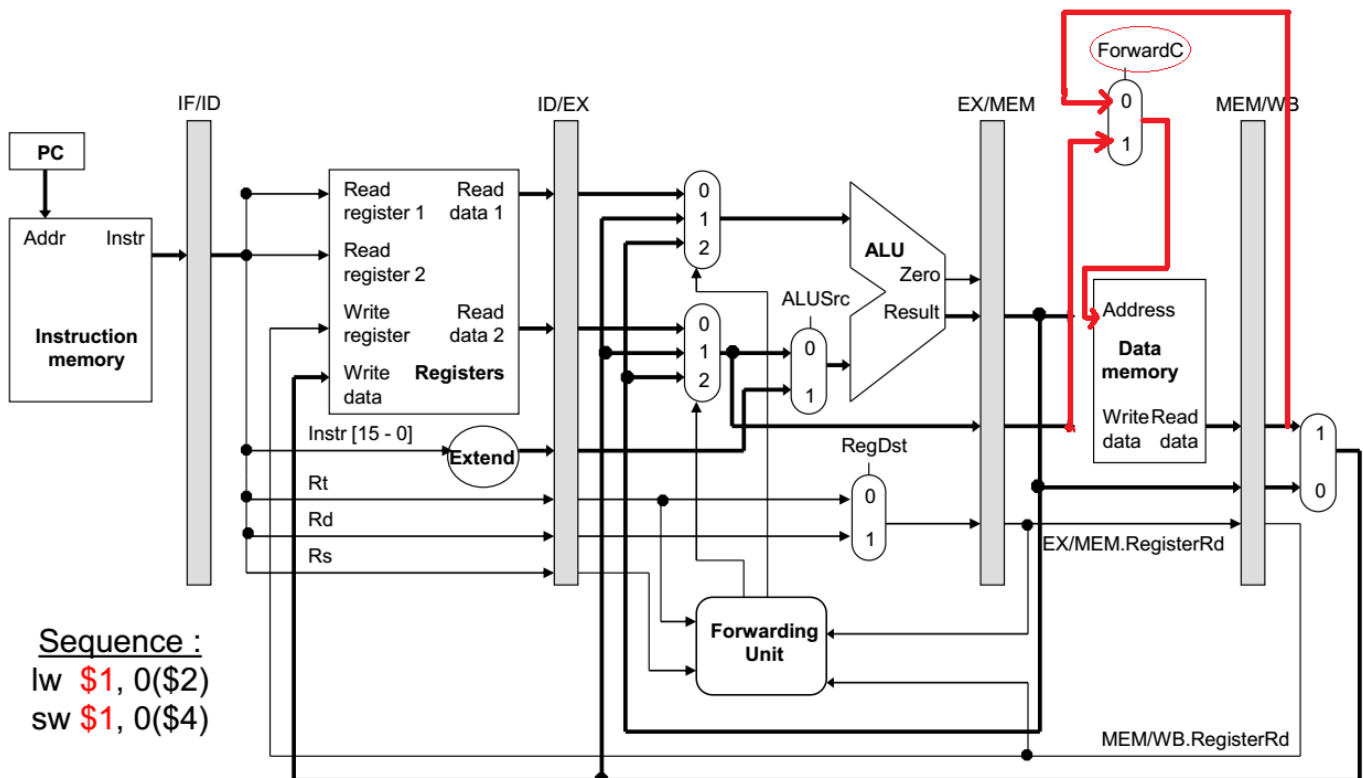 ForwardC
0
1
IF/ID
ID/EX
EX/MEM
MEM/WB
PC
Addr Instr
Instruction
memory
Read
register 1
Read
data 1
Read
register 2
Write
register
Read
data 2
Write
data
Registers
0
1
2
0
1
2
ALUSrc
0
1
ALU
Zero
Result
Address
Data
memory
Write
data
Read
data
1
0
Instr [15 - 0]
Extend
RegDst
0
1
Rt
Rd
Rs
EX/MEM.RegisterRd
Forwarding
Unit
MEM/WB.RegisterRd
Sequence :
lw $1, 0($2)
sw $1, 0($4)